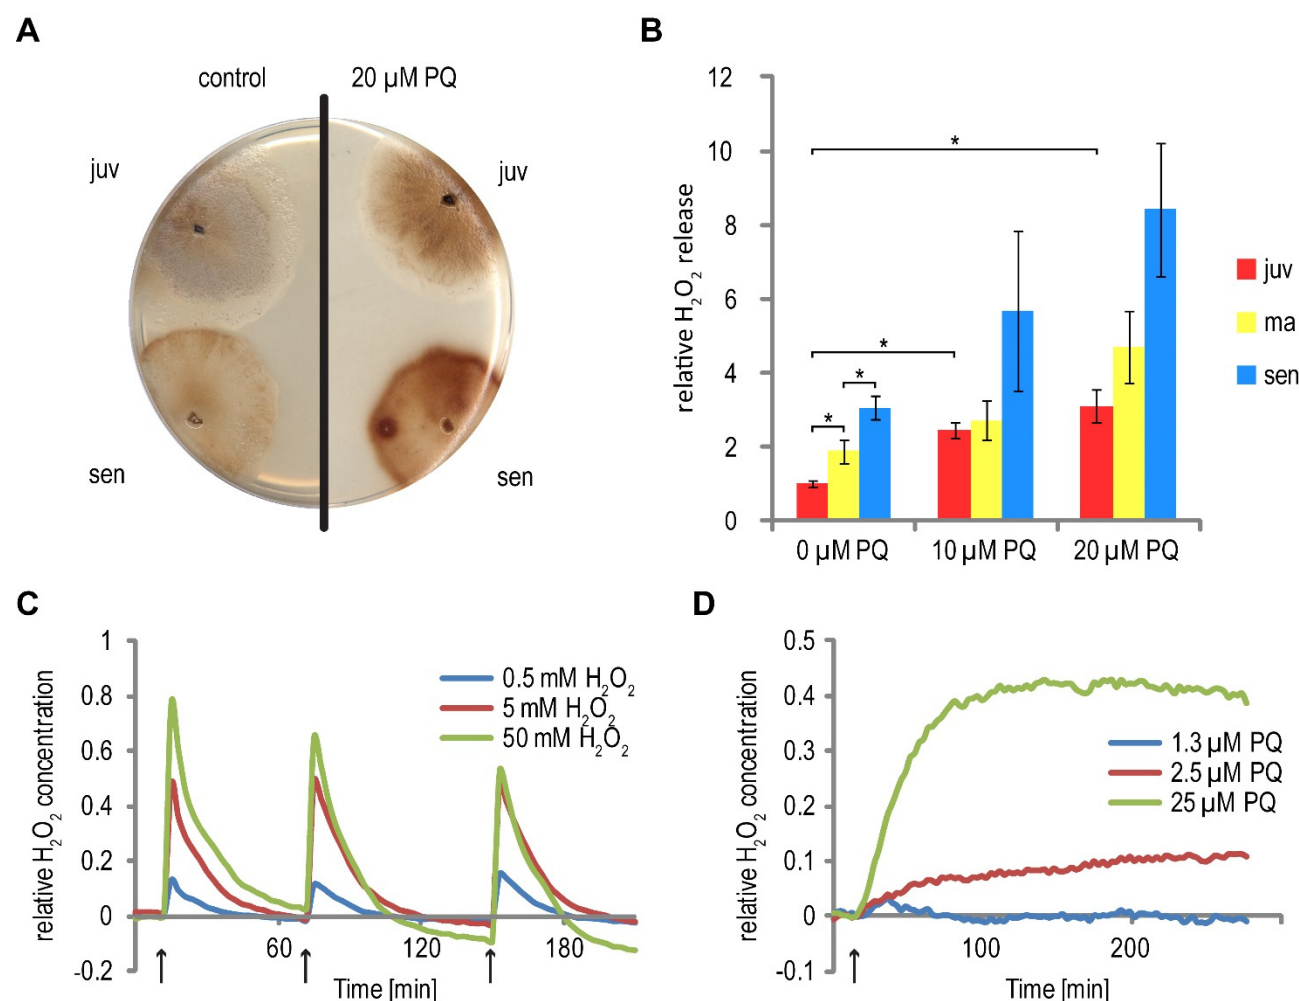 A
control
20 µM PQ
juv
juv
sen
sen
B
12
10
8
6
4
2
0
relative H₂O₂ release
*
*
*
*
0 µM PQ
10 µM PQ
20 µM PQ
juv
ma
sen
C
1
0.8
0.6
0.4
0.2
0
-0.2
relative H₂O₂ concentration
0.5 mM H₂O₂
5 mM H₂O₂
50 mM H₂O₂
60
120
180
Time [min]
D
0.5
0.4
0.3
0.2
0.1
0
-0.1
relative H₂O₂ concentration
1.3 µM PQ
2.5 µM PQ
25 µM PQ
100
200
Time [min]